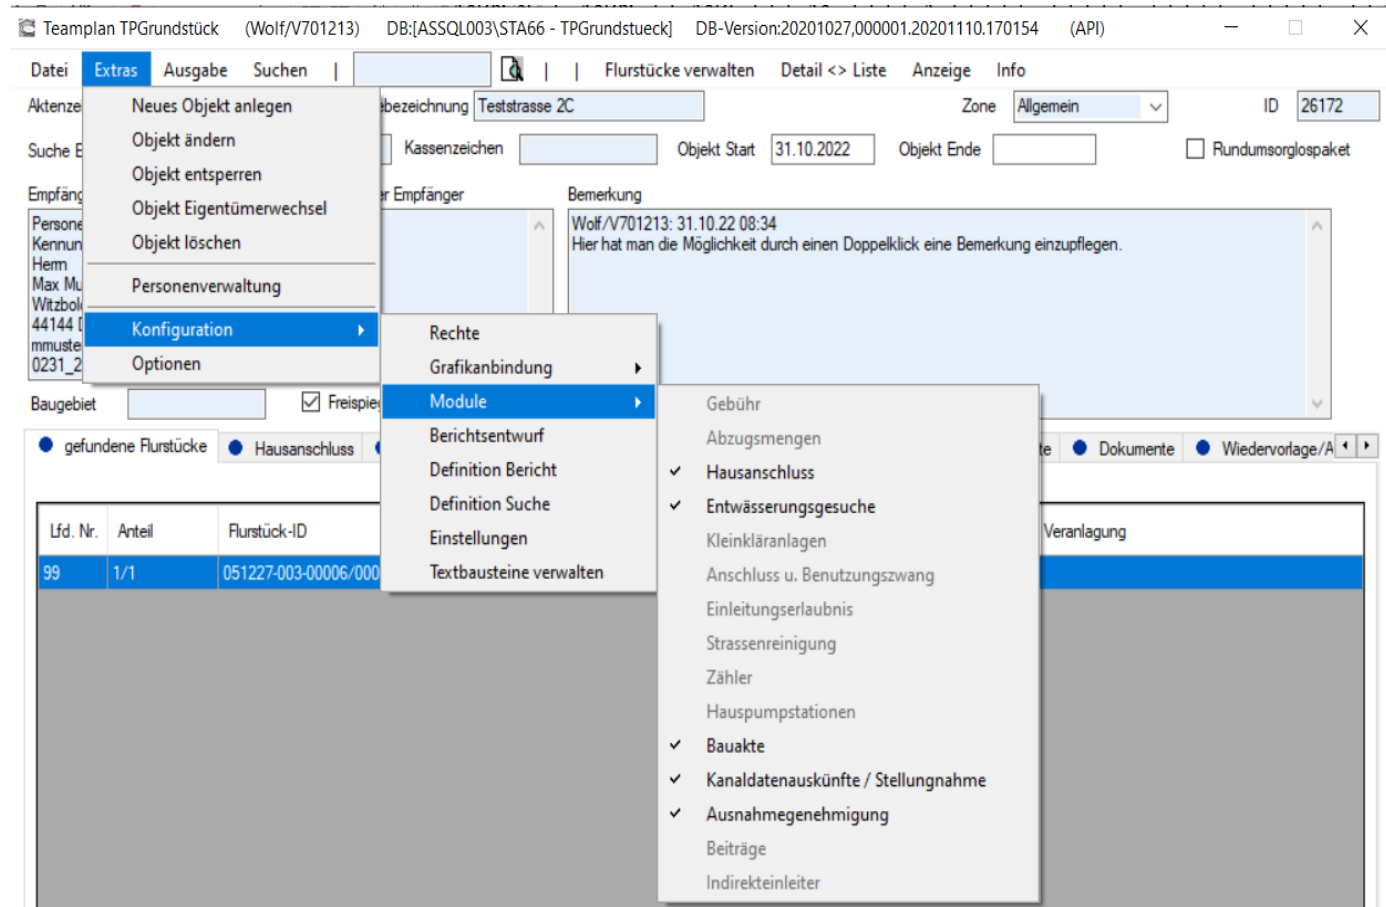 Teamplan TPGrundstück (Wolf/V701213) DB:[ASSQL003\STA66 - TPGrundstueck] DB-Version:20201027,000001.20201110.170154 (API)
Datei Extras Ausgabe Suchen | | | Flurstücke verwalten Detail <> Liste Anzeige Info
Neues Objekt anlegen
Objekt ändern
Objekt entsperren
Objekt Eigentümerwechsel
Objekt löschen
Personenverwaltung
Konfiguration
Optionen
Teststrasse 2C Zone Allgemein ID 26172
Kassenzeichen Objekt Start 31.10.2022 Objekt Ende Rundumsorglospaket
Empfänger Bemerkung
Wolf/V701213: 31.10.22 08:34
Hier hat man die Möglichkeit durch einen Doppelklick eine Bemerkung einzupflegen.
Herrn
44144
Baugebiet
Rechte
Grafikanbindung
Module
Berichtsentwurf
Definition Bericht
Definition Suche
Einstellungen
Textbausteine verwalten
Gebühr
Abzugsmengen
Hausanschluss
Entwässerungsgesuche
Kleinkläranlagen
Anschluss u. Benutzungszwang
Einleitungserlaubnis
Strassenreinigung
Zähler
Hauspumpstationen
Bauakte
Kanaldatenauskünfte / Stellungnahme
Ausnahmegenehmigung
Beiträge
Indirekteinleiter
gefundene Flurstücke Hausanschluss Dokumente Wiedervorlage/A
Lfd. Nr. Anteil Flurstück-ID Veranlagung
99 1/1 051227-003-00006/000